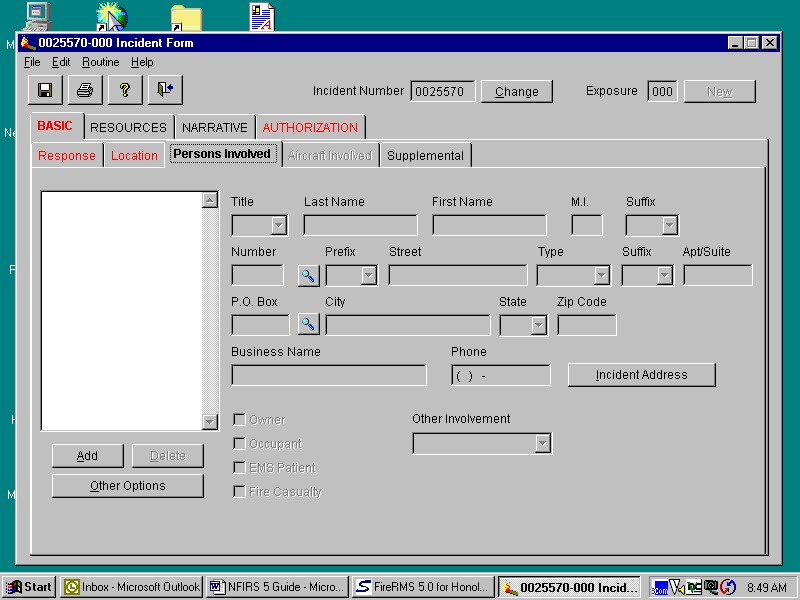 0025570-000 Incident Form
File Edit Routine Help
Incident Number 0025570 Change Exposure 000 New
BASIC RESOURCES NARRATIVE AUTHORIZATION
Response Location Persons Involved Aircraft Involved Supplemental
Title Last Name First Name M.I. Suffix
Number Prefix Street Type Suffix Apt/Suite
P.O. Box City State Zip Code
Business Name Phone
( ) -
Incident Address
Owner Other Involvement
Occupant
Add Delete
EMS Patient
Other Options
Fire Casualty
Start Inbox - Microsoft Outlook NFIRS 5 Guide - Micro... FireRMS 5.0 for Honol... 0025570-000 Incid... 8:49 AM